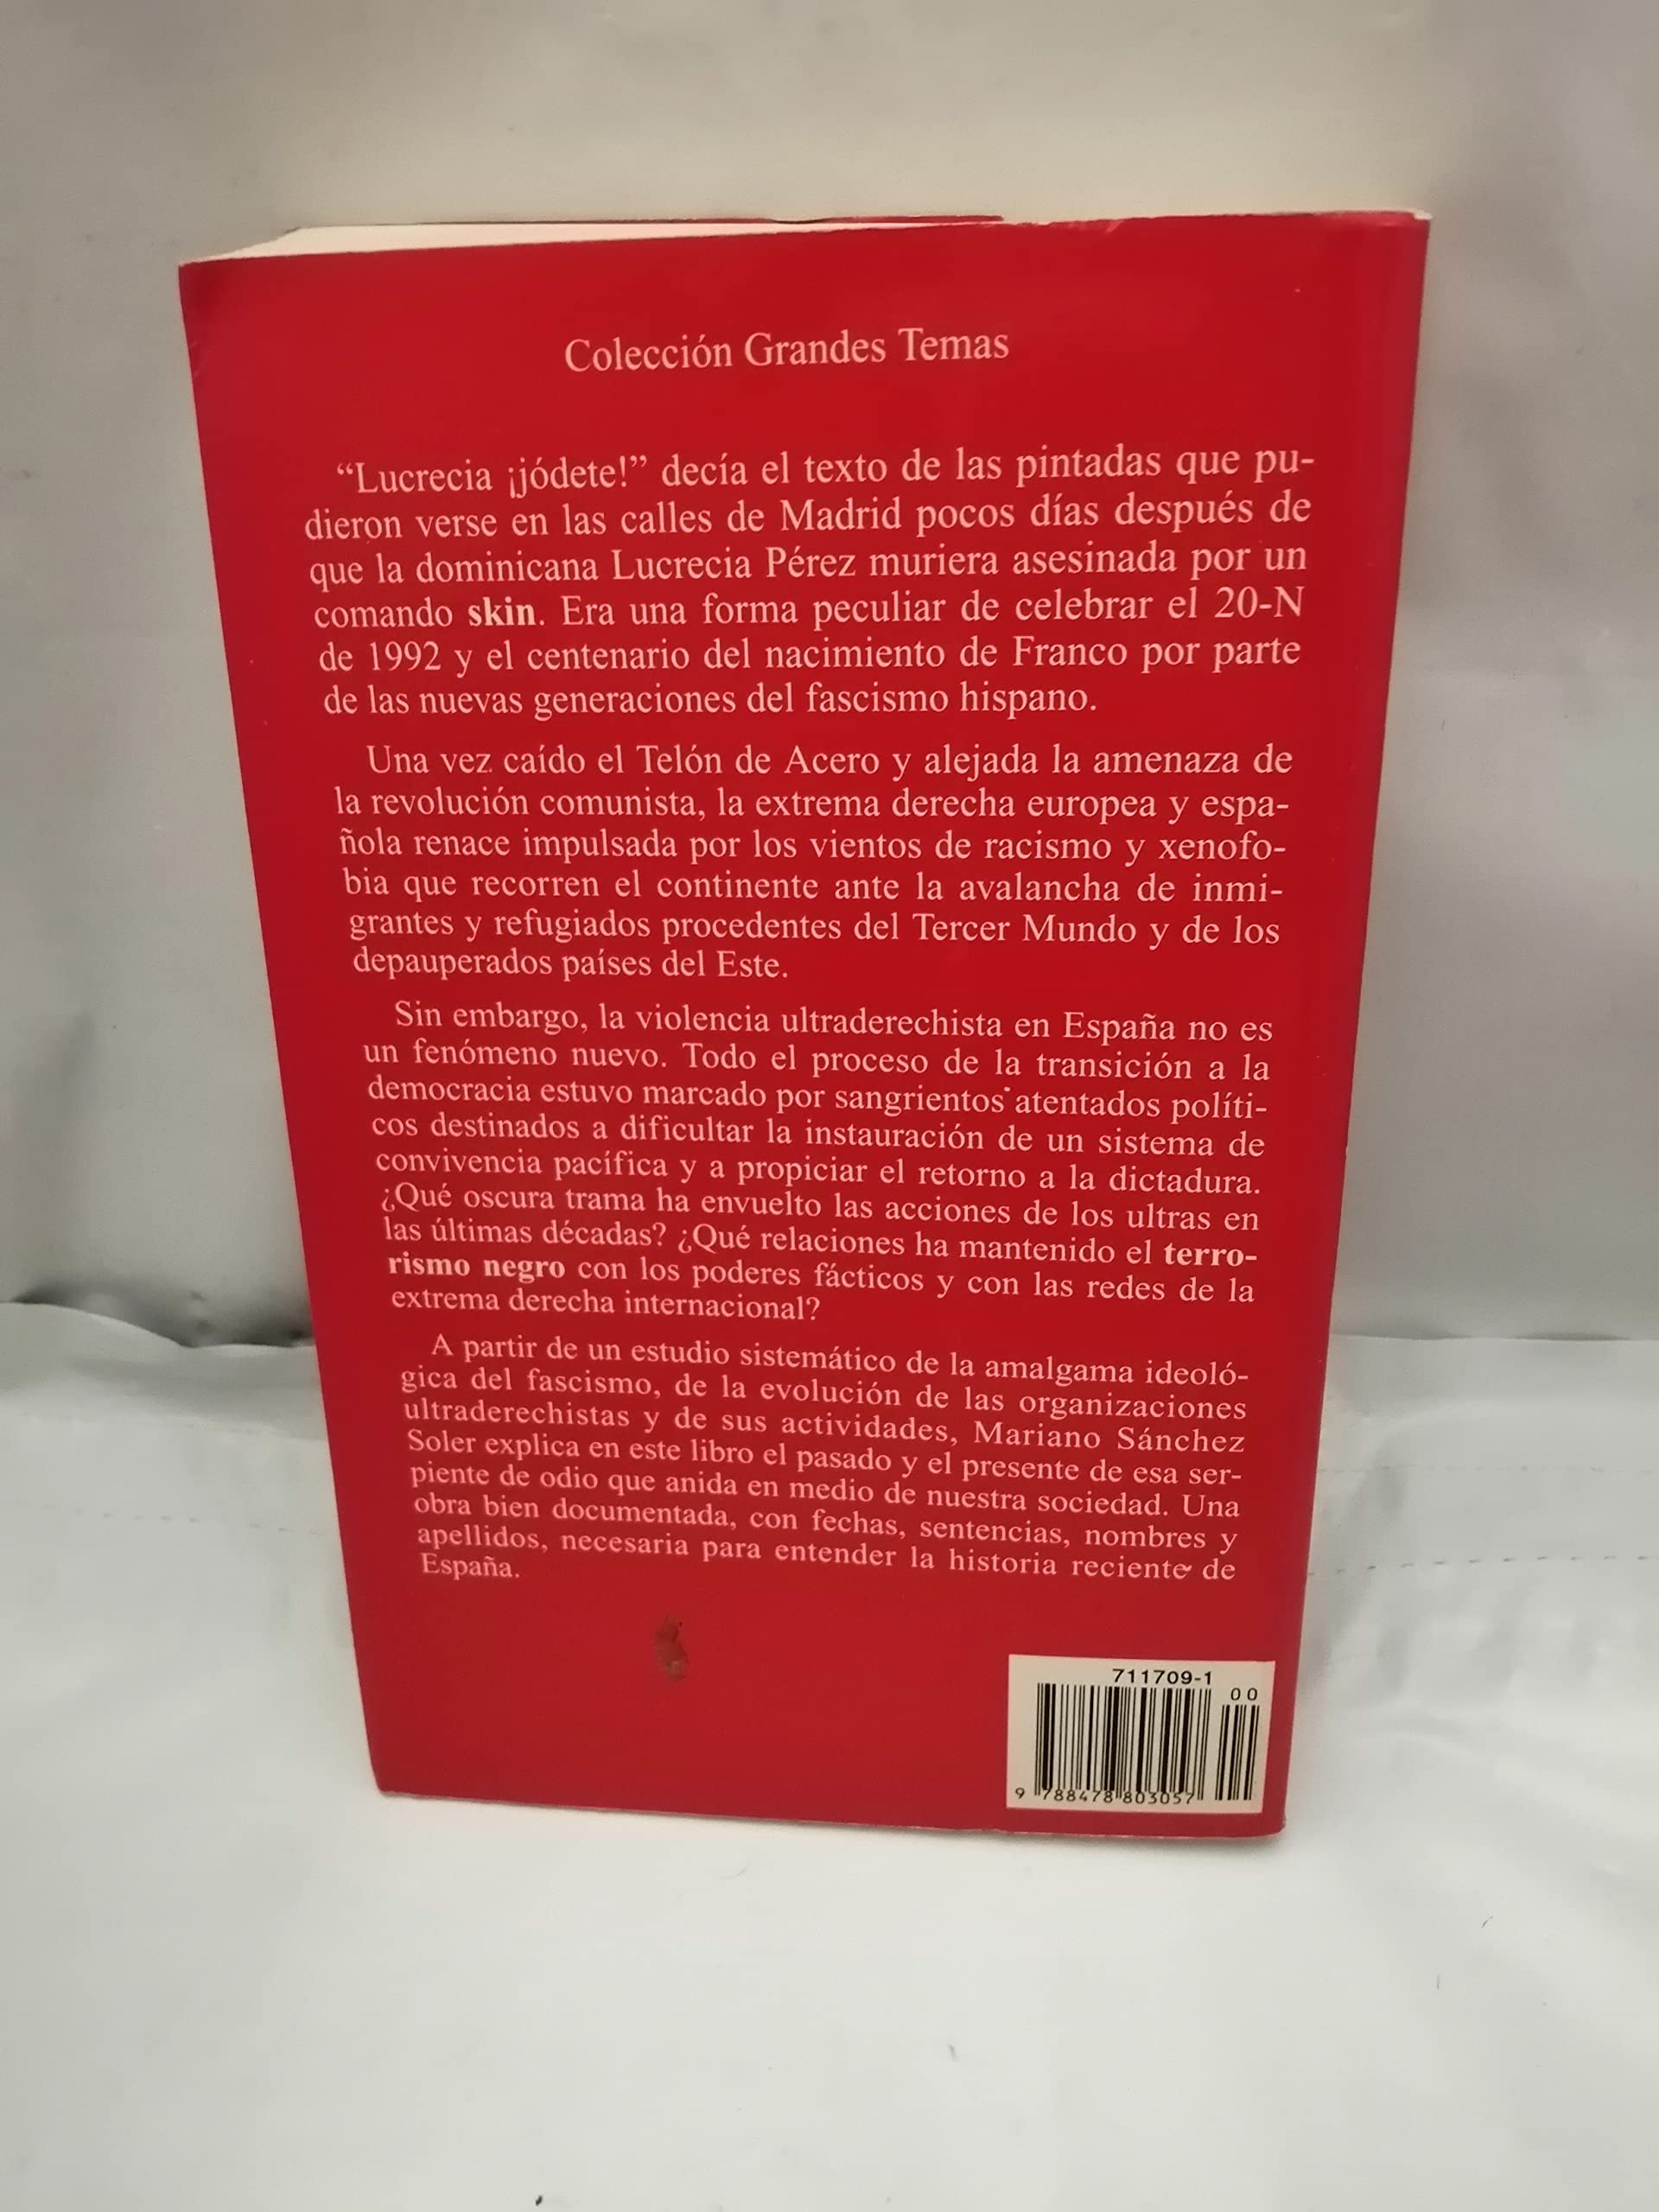 Colección Grandes Temas
“Lucrecia ¡jódete!” decía el texto de las pintadas que pu-
dieron verse en las calles de Madrid pocos días después de
que la dominicana Lucrecia Pérez muriera asesinada por un
comando skin. Era una forma peculiar de celebrar el 20-N
de 1992 y el centenario del nacimiento de Franco por parte
de las nuevas generaciones del fascismo hispano.
Una vez caído el Telón de Acero y alejada la amenaza de
la revolución comunista, la extrema derecha europea y espa-
ñola renace impulsada por los vientos de racismo y xenofo-
bia que recorren el continente ante la avalancha de inmi-
grantes y refugiados procedentes del Tercer Mundo y de los
depauperados países del Este.
Sin embargo, la violencia ultraderechista en España no es
un fenómeno nuevo. Todo el proceso de la transición a la
democracia estuvo marcado por sangrientos atentados políti-
cos destinados a dificultar la instauración de un sistema de
convivencia pacífica y a propiciar el retorno a la dictadura.
¿Qué oscura trama ha envuelto las acciones de los ultras en
las últimas décadas? ¿Qué relaciones ha mantenido el terro-
rismo negro con los poderes fácticos y con las redes de la
extrema derecha internacional?
A partir de un estudio sistemático de la amalgama ideoló-
gica del fascismo, de la evolución de las organizaciones
ultraderechistas y de sus actividades, Mariano Sánchez
Soler explica en este libro el pasado y el presente de esa ser-
piente de odio que anida en medio de nuestra sociedad. Una
obra bien documentada, con fechas, sentencias, nombres y
apellidos, necesaria para entender la historia reciente de
España.
711709-1
00
9 788478 803057